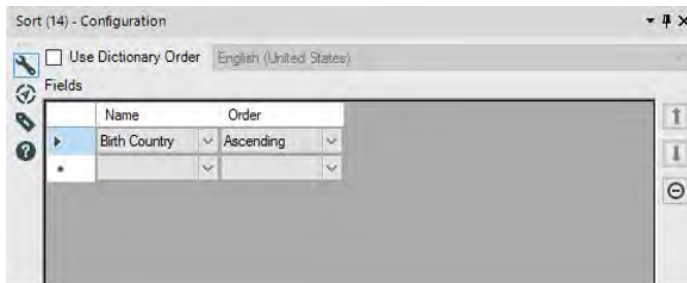 Sort (14) - Configuration
Use Dictionary Order English (United States)
Fields
Name Order
Birth Country Ascending